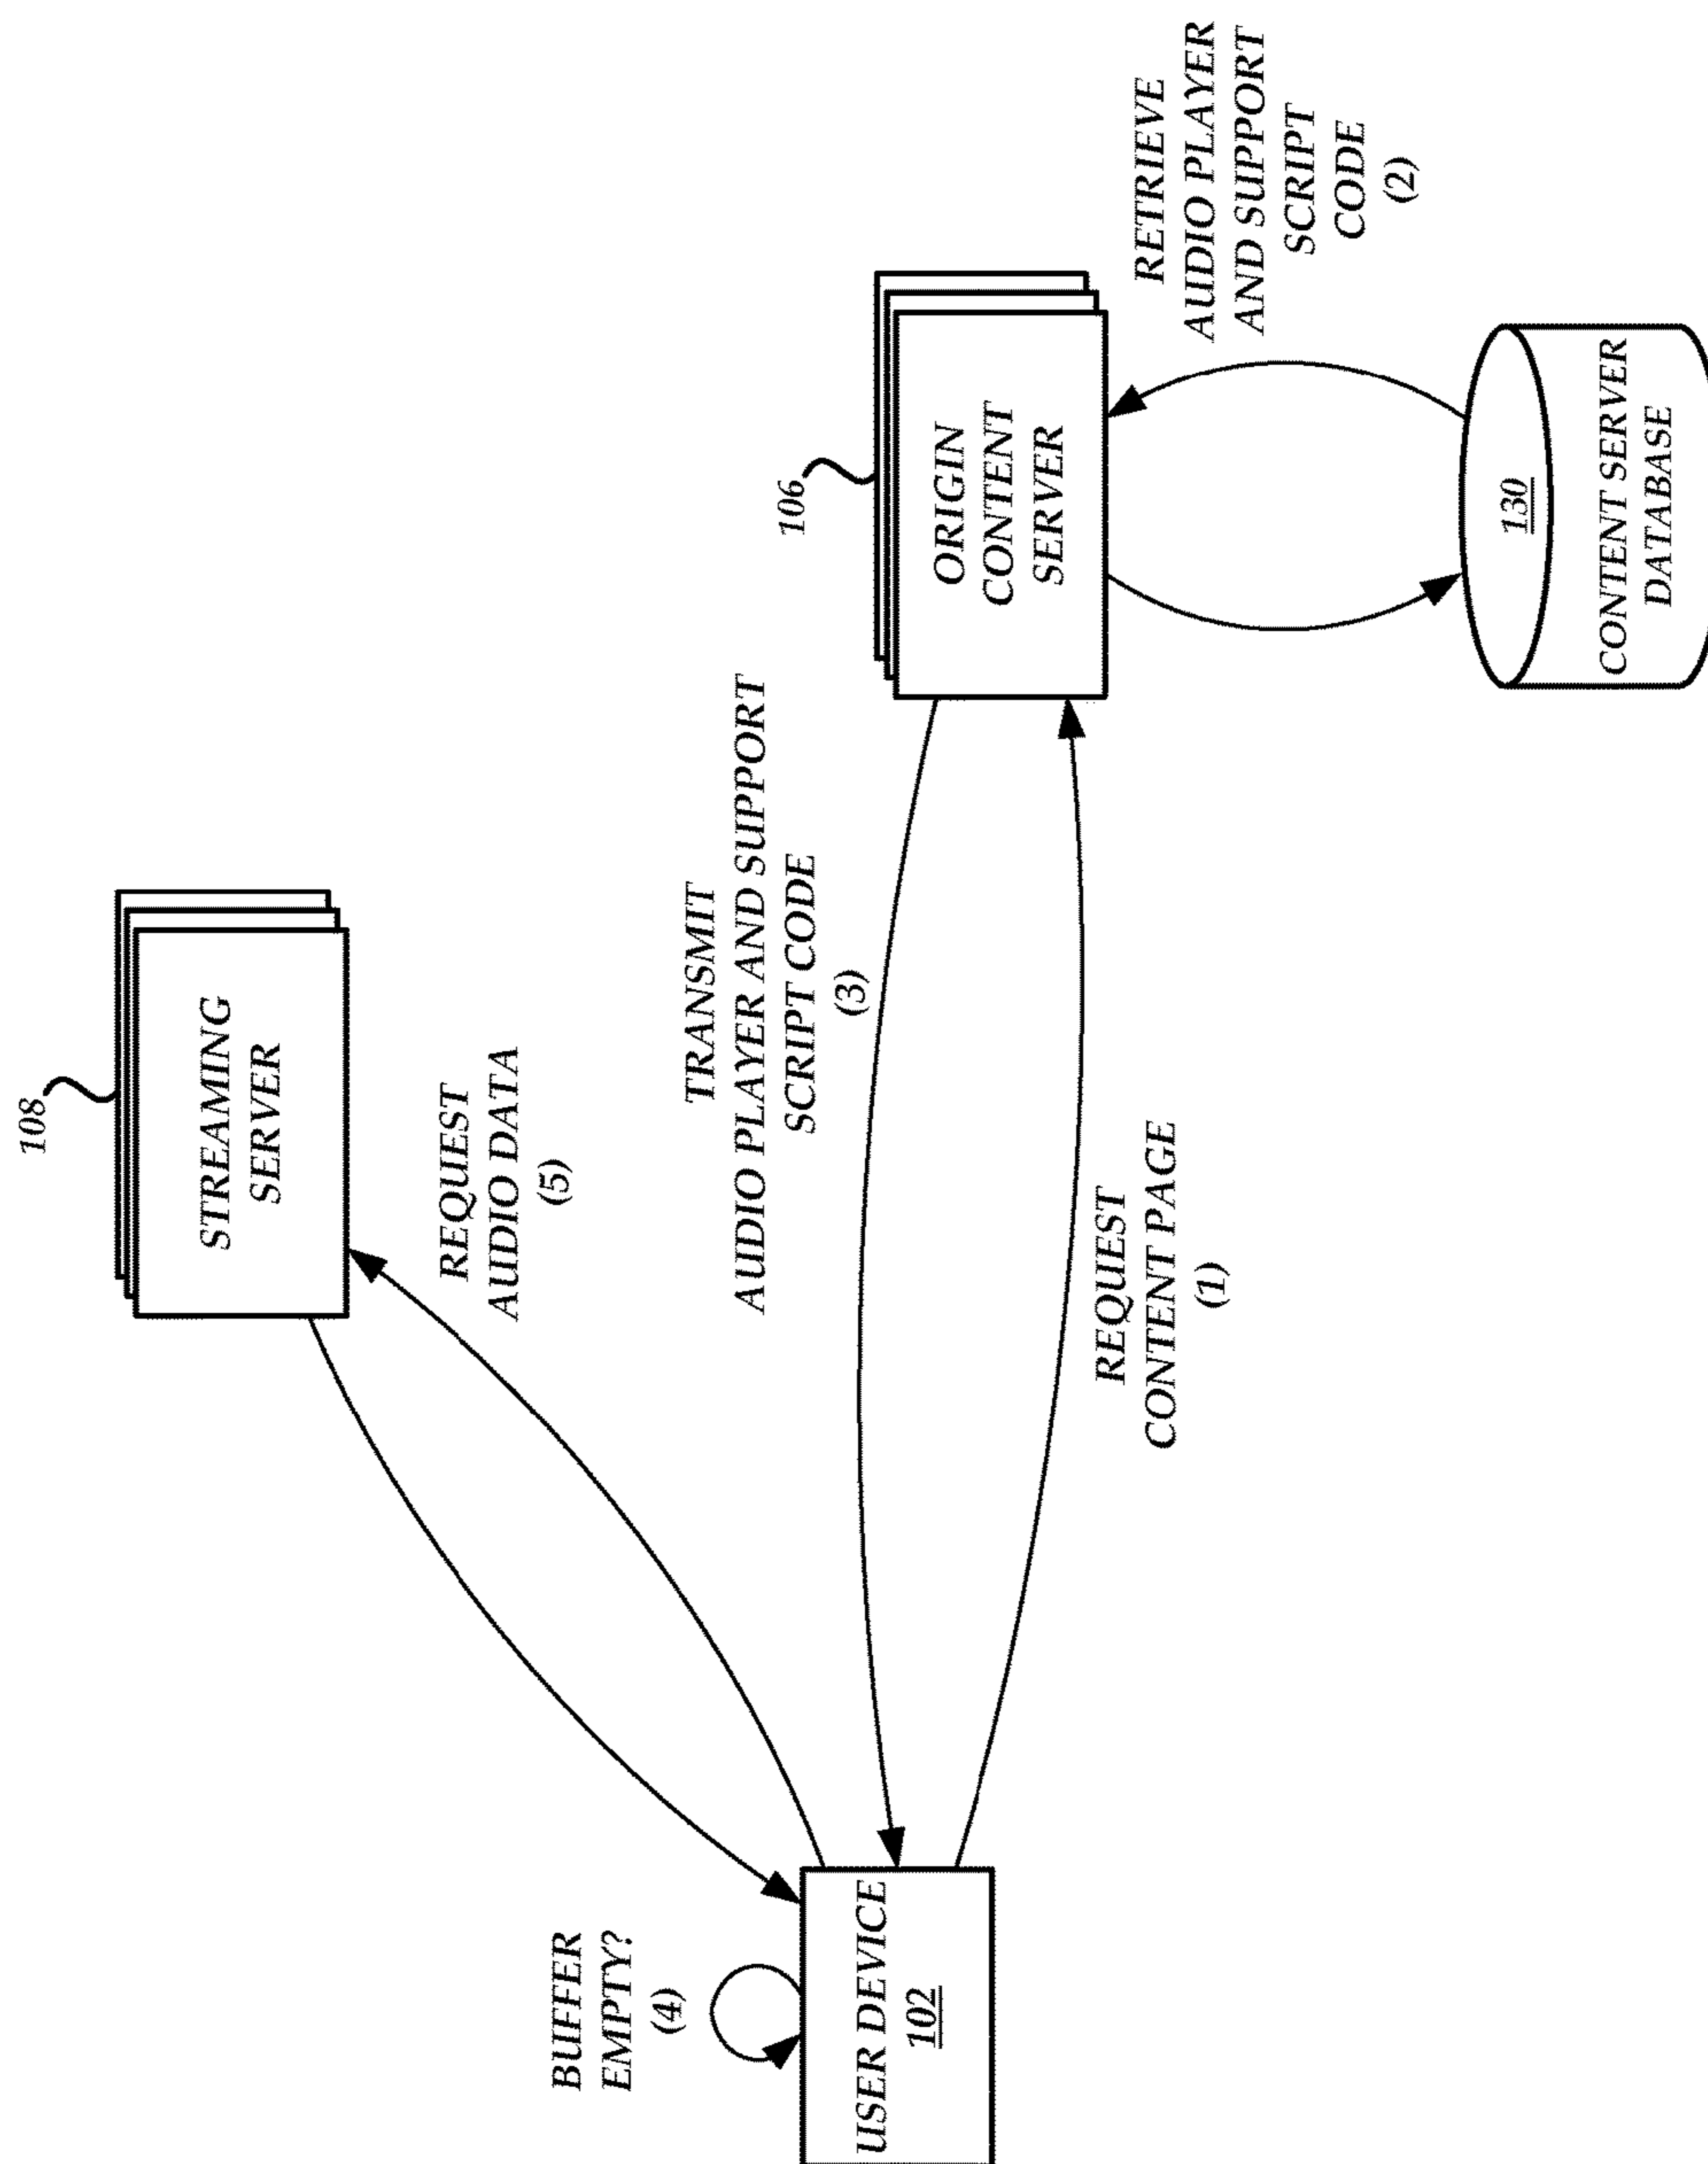 108
STREAMING
SERVER
REQUEST
AUDIO DATA
(5)
BUFFER
EMPTY?
(4)
USER DEVICE
102
TRANSMIT
AUDIO PLAYER AND SUPPORT
SCRIPT CODE
(3)
REQUEST
CONTENT PAGE
(1)
106
ORIGIN
CONTENT
SERVER
RETRIEVE
AUDIO PLAYER
AND SUPPORT
SCRIPT
CODE
(2)
130
CONTENT SERVER
DATABASE